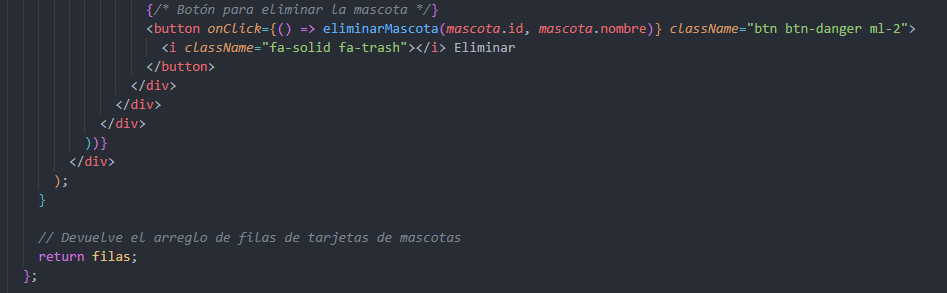 {/* Botón para eliminar la mascota */}
<button onClick={() => eliminarMascota(mascota.id, mascota.nombre)} className="btn btn-danger ml-2">
<i className="fa-solid fa-trash"></i> Eliminar
</button>
</div>
</div>
</div>
))}
</div>
);
}
// Devuelve el arreglo de filas de tarjetas de mascotas
return filas;
};